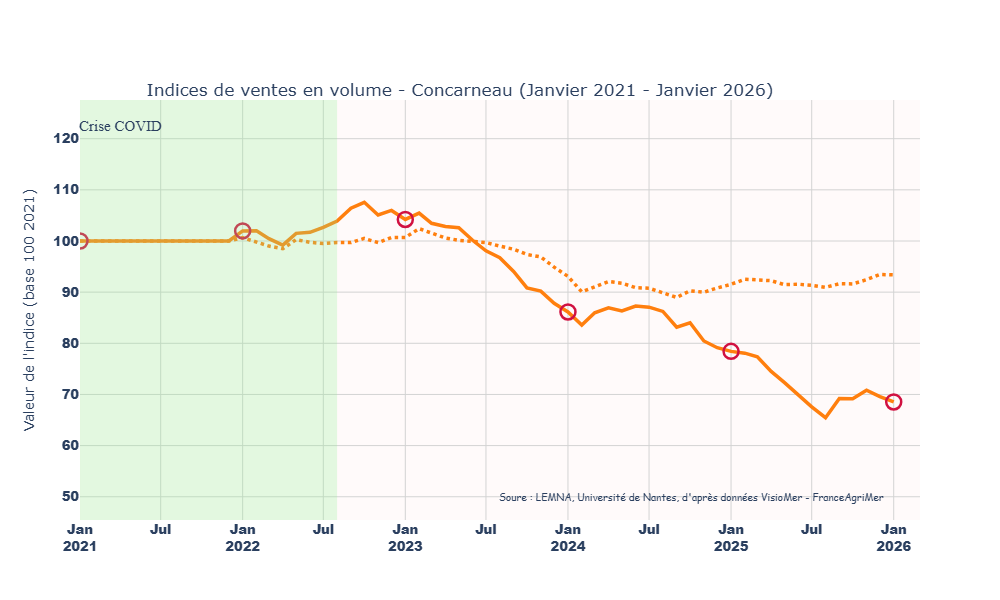 Indices de ventes en volume - Concarneau (Janvier 2021 - Janvier 2026)
Crise COVID
Valeur de l'indice (base 100 2021)
120
110
100
90
80
70
60
50
Soure : LEMNA, Université de Nantes, d'après données VisioMer - FranceAgriMer
Jan Jul Jan Jul Jan Jul Jan Jul Jan Jul Jan
2021 2022 2023 2024 2025 2026